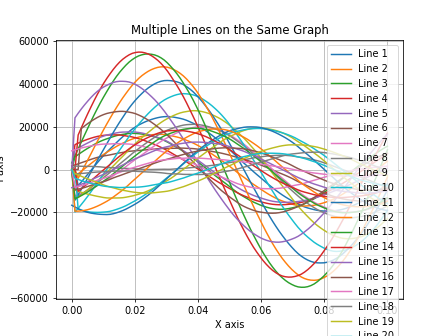 Multiple Lines on the Same Graph
60000
40000
20000
0
−20000
−40000
−60000
0.00
0.02
0.04
0.06
X axis
Line 1
Line 2
Line 3
Line 4
Line 5
Line 6
Line 7
Line 8
Line 9
Line 10
Line 11
Line 12
Line 13
Line 14
Line 15
Line 16
Line 17
Line 18
Line 19
Line 20